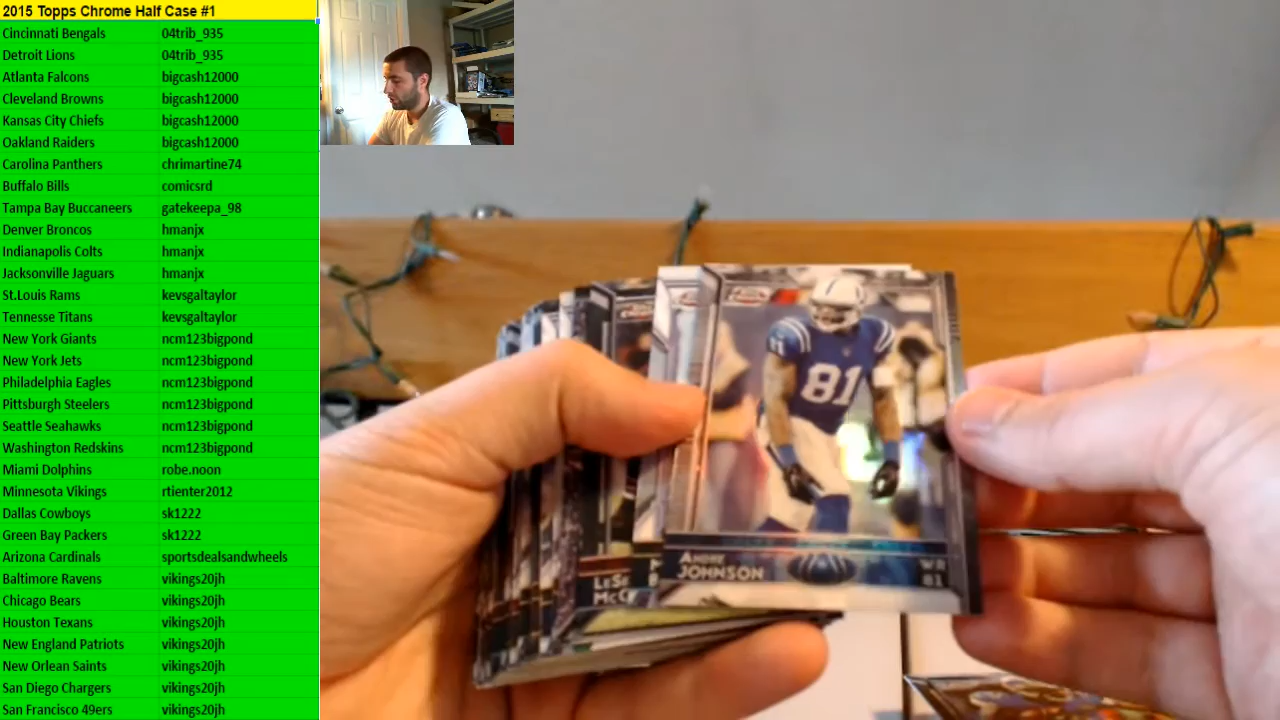 2015 Topps Chrome Half Case #1
Cincinnati Bengals 04trib_935
Detroit Lions 04trib_935
Atlanta Falcons bigcash12000
Cleveland Browns bigcash12000
Kansas City Chiefs bigcash12000
Oakland Raiders bigcash12000
Carolina Panthers chrimartine74
Buffalo Bills comicsrd
Tampa Bay Buccaneers gatekeepa_98
Denver Broncos hmanjx
Indianapolis Colts hmanjx
Jacksonville Jaguars hmanjx
St.Louis Rams kevsgaltaylor
Tennesse Titans kevsgaltaylor
New York Giants ncm123bigpond
New York Jets ncm123bigpond
Philadelphia Eagles ncm123bigpond
Pittsburgh Steelers ncm123bigpond
Seattle Seahawks ncm123bigpond
Washington Redskins ncm123bigpond
Miami Dolphins robe.noon
Minnesota Vikings rtienter2012
Dallas Cowboys sk1222
Green Bay Packers sk1222
Arizona Cardinals sportsdealsandwheels
Baltimore Ravens vikings20jh
Chicago Bears vikings20jh
Houston Texans vikings20jh
New England Patriots vikings20jh
New Orlean Saints vikings20jh
San Diego Chargers vikings20jh
San Francisco 49ers vikings20jh
81
81
ANDRE
JOHNSON
WR
81
LESE
MCC